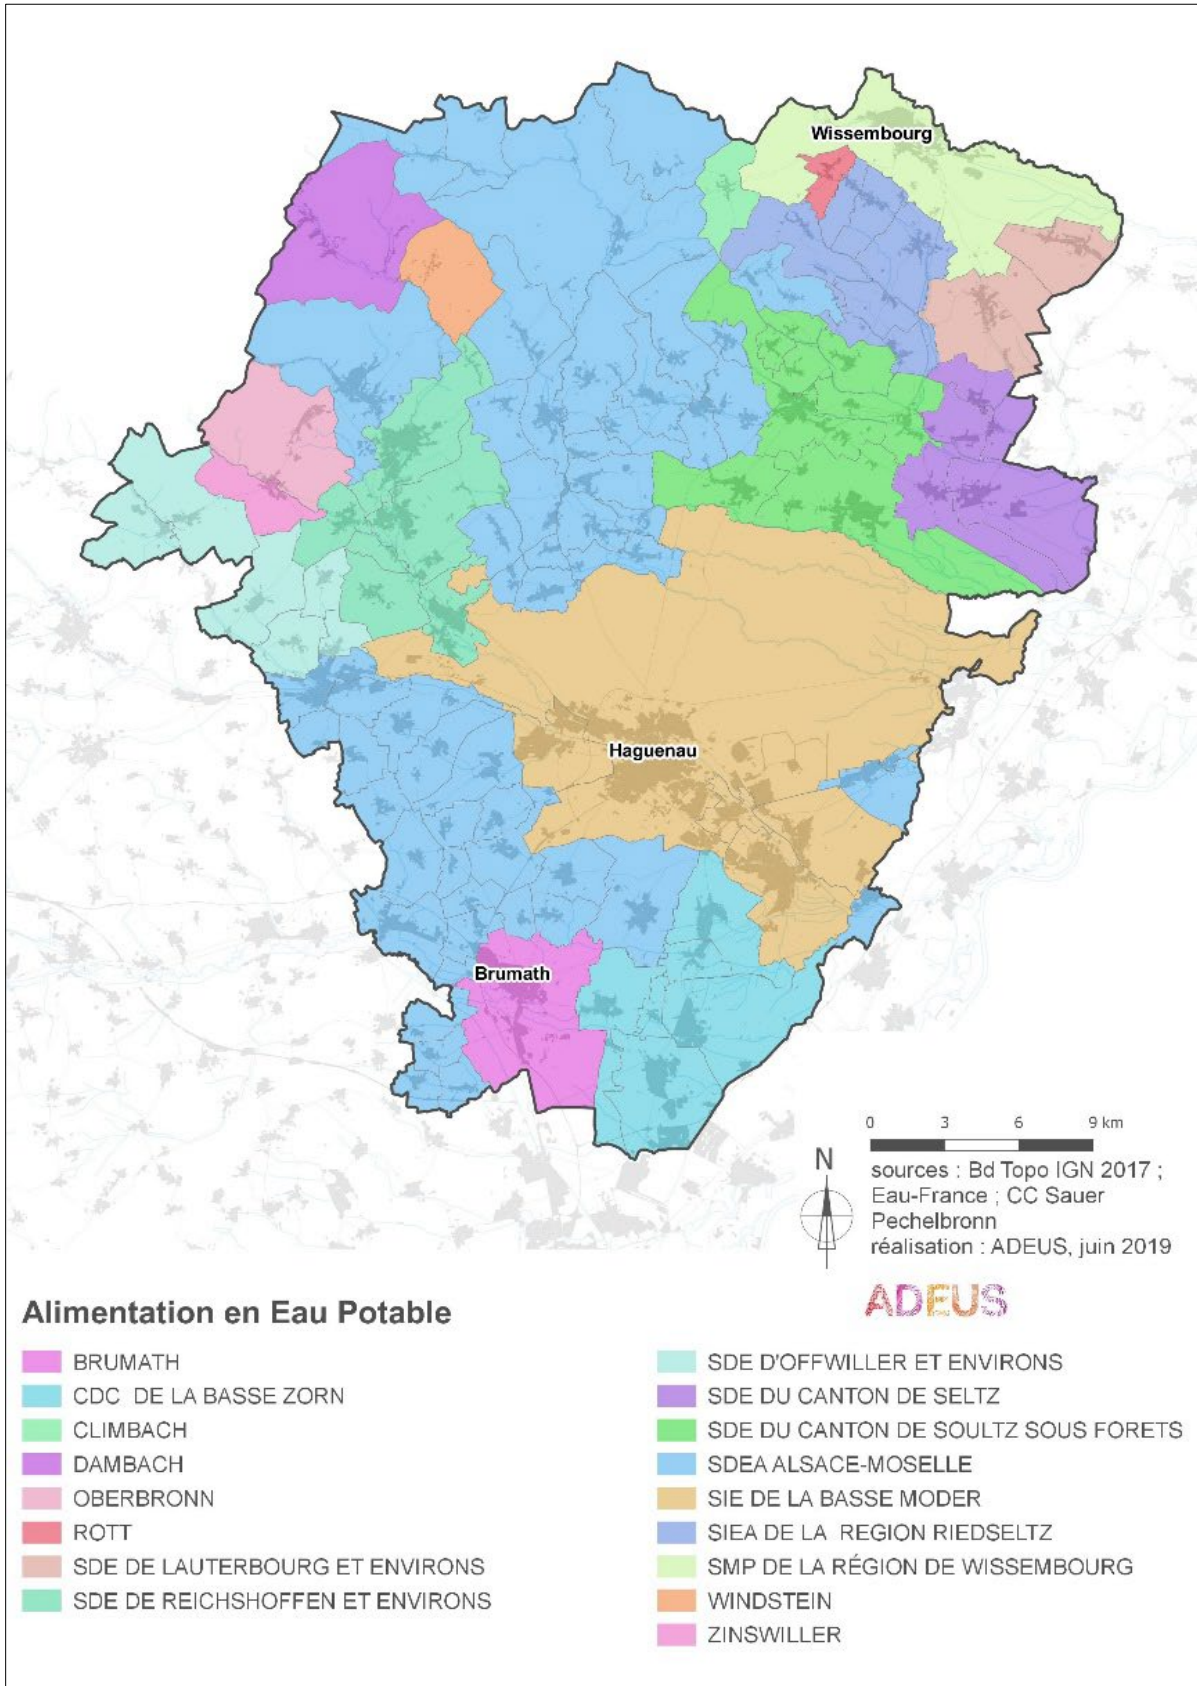 Wissembourg
Haguenau
Brumath
0 3 6 9 km
N
sources : Bd Topo IGN 2017 ;
Eau-France ; CC Sauer
Pechelbronn
réalisation : ADEUS, juin 2019
ADEUS
Alimentation en Eau Potable
BRUMATH
CDC DE LA BASSE ZORN
CLIMBACH
DAMBACH
OBERBRONN
ROTT
SDE DE LAUTERBOURG ET ENVIRONS
SDE DE REICHSHOFFEN ET ENVIRONS
SDE D'OFFWILLER ET ENVIRONS
SDE DU CANTON DE SELTZ
SDE DU CANTON DE SOULTZ SOUS FORETS
SDEA ALSACE-MOSELLE
SIE DE LA BASSE MODER
SIEA DE LA REGION RIEDSELTZ
SMP DE LA RÉGION DE WISSEMBOURG
WINDSTEIN
ZINSWILLER